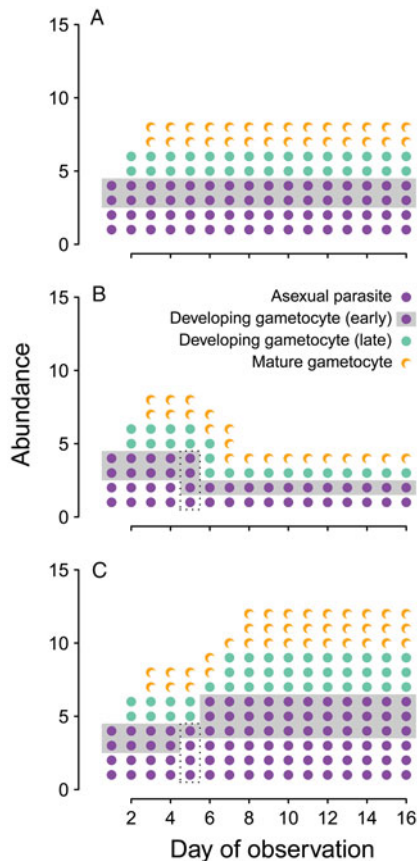 A
15
10
5
0
B
15
Asexual parasite
Developing gametocyte (early)
10
Developing gametocyte (late)
Mature gametocyte
5
0
Abundance
C
15
10
5
0
2 4 6 8 10 12 14 16
Day of observation